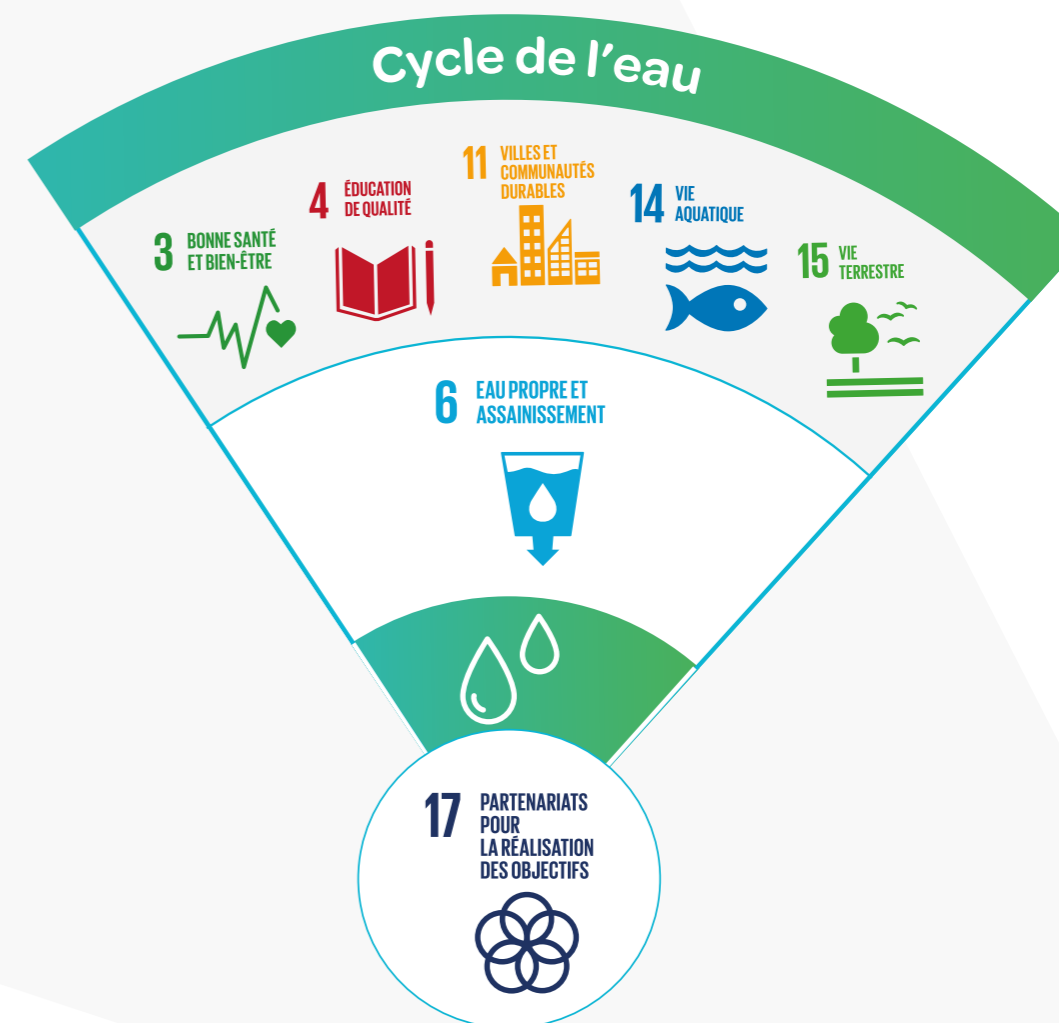 Cycle de l'eau
3 BONNE SANTÉ
ET BIEN-ÊTRE
4 ÉDUCATION
DE QUALITÉ
11 VILLES ET
COMMUNAUTÉS
DURABLES
14 VIE
AQUATIQUE
15 VIE
TERRESTRE
6 EAU PROPRE ET
ASSAINISSEMENT
17 PARTENARIATS
POUR
LA RÉALISATION
DES OBJECTIFS